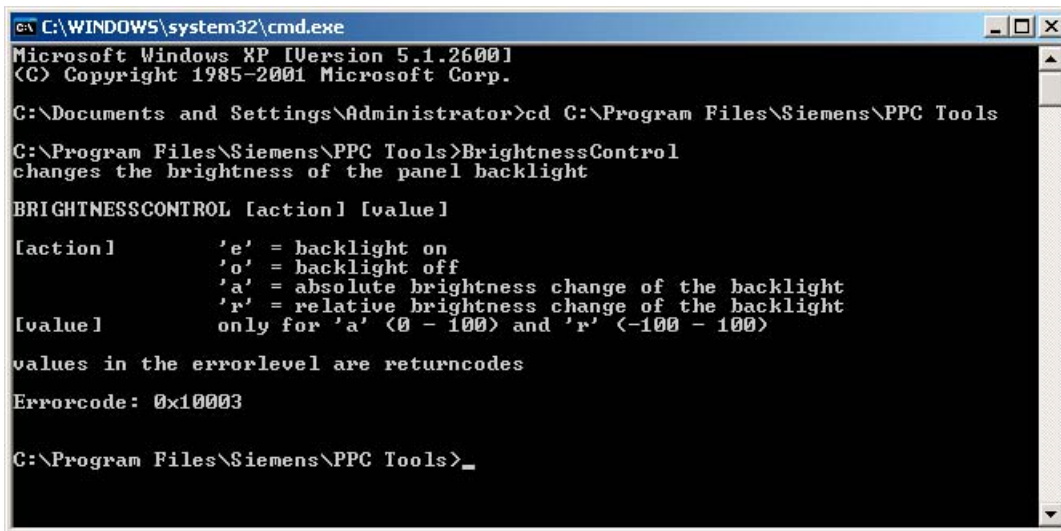 C:\WINDOWS\system32\cmd.exe
Microsoft Windows XP [Version 5.1.2600]
(C) Copyright 1985-2001 Microsoft Corp.
C:\Documents and Settings\Administrator>cd C:\Program Files\Siemens\PPC Tools
C:\Program Files\Siemens\PPC Tools>BrightnessControl
changes the brightness of the panel backlight
BRIGHTNESSCONTROL [action] [value]
[action] 'e' = backlight on
'o' = backlight off
'a' = absolute brightness change of the backlight
'r' = relative brightness change of the backlight
[value] only for 'a' (0 - 100) and 'r' (-100 - 100)
values in the errorlevel are returncodes
Errorcode: 0x10003
C:\Program Files\Siemens\PPC Tools>_